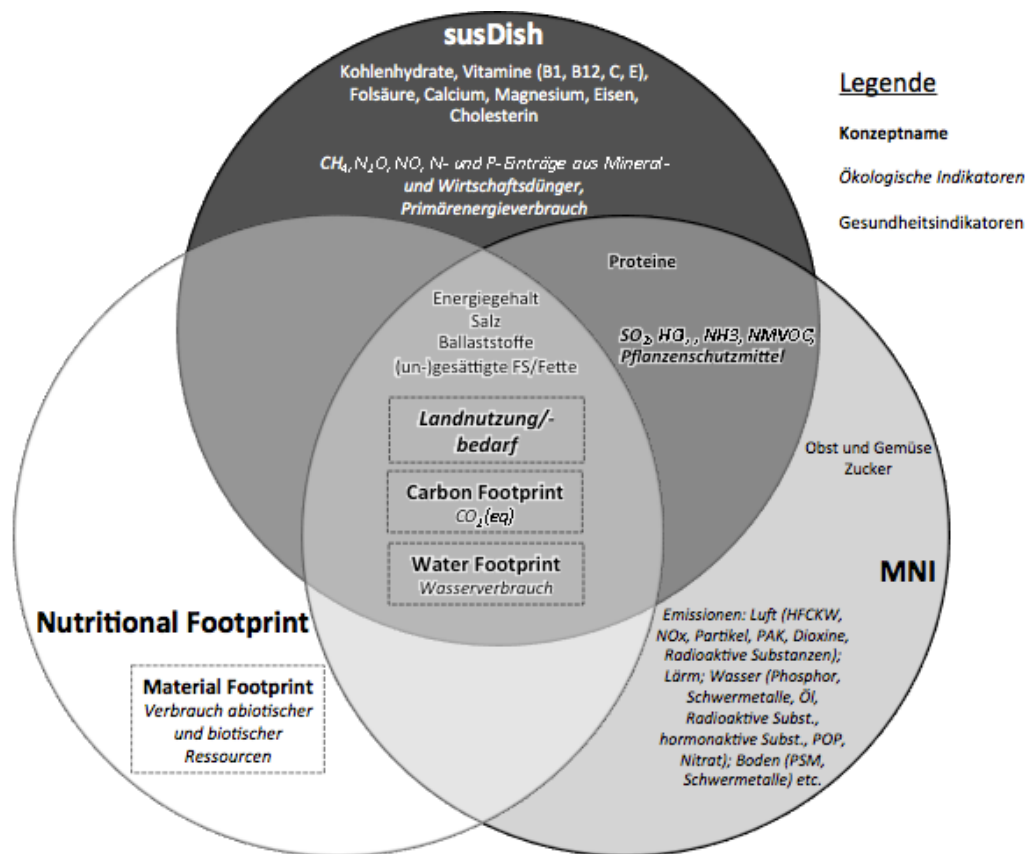 susDish
Kohlenhydrate, Vitamine (B1, B12, C, E),
Folsäure, Calcium, Magnesium, Eisen,
Cholesterin
CH₄, N₂O, NO, N- und P- Einträge aus Mineral-
und Wirtschaftsdünger,
Primärenergieverbrauch
Legende
Konzeptname
Ökologische Indikatoren
Gesundheitsindikatoren
Proteine
SO₂, HCl, , NH3, NMVOC,
Pflanzenschutzmittel
Energiegehalt
Salz
Ballaststoffe
(un-)gesättigte FS/Fette
Landnutzung/-
bedarf
Carbon Footprint
CO₂(eq)
Water Footprint
Wasserverbrauch
Obst und Gemüse
Zucker
MNI
Emissionen: Luft (HFCKW,
NOx, Partikel, PAK, Dioxine,
Radioaktive Substanzen);
Lärm; Wasser (Phosphor,
Schwermetalle, Öl,
Radioaktive Subst.,
hormonaktive Subst., POP,
Nitrat); Boden (PSM,
Schwermetalle) etc.
Nutritional Footprint
Material Footprint
Verbrauch abiotischer
und biotischer
Ressourcen